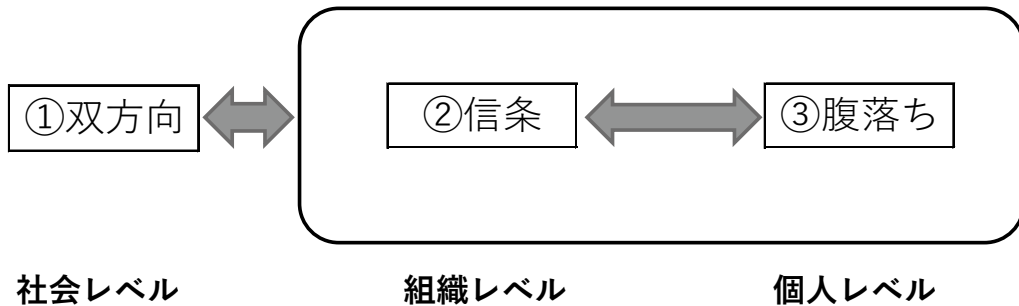 ①双方向
②信条
③腹落ち
社会レベル
組織レベル
個人レベル